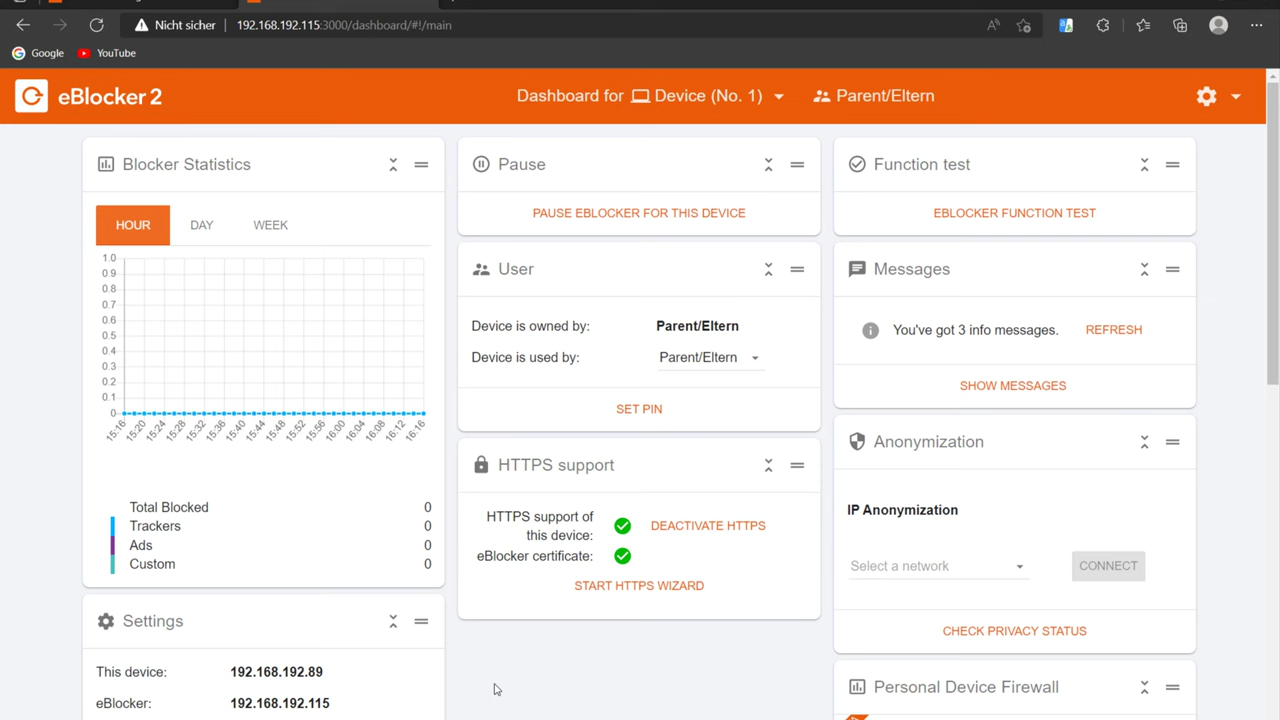 Nicht sicher
192.168.192.115:3000/dashboard/#!/main
Google
YouTube
eBlocker 2
Dashboard for Device (No. 1)
Parent/Eltern
Blocker Statistics
HOUR
DAY
WEEK
1.0
0.9
0.8
0.7
0.6
0.5
0.4
0.3
0.2
0.1
0
15:16
15:20
15:24
15:28
15:32
15:36
15:40
15:44
15:48
15:52
15:56
16:00
16:04
16:08
16:12
16:16
Total Blocked 0
Trackers 0
Ads 0
Custom 0
Settings
This device: 192.168.192.89
eBlocker: 192.168.192.115
Pause
PAUSE EBLOCKER FOR THIS DEVICE
User
Device is owned by: Parent/Eltern
Device is used by: Parent/Eltern
SET PIN
HTTPS support
HTTPS support of
this device:
DEACTIVATE HTTPS
eBlocker certificate:
START HTTPS WIZARD
Function test
EBLOCKER FUNCTION TEST
Messages
You've got 3 info messages.
REFRESH
SHOW MESSAGES
Anonymization
IP Anonymization
Select a network
CONNECT
CHECK PRIVACY STATUS
Personal Device Firewall